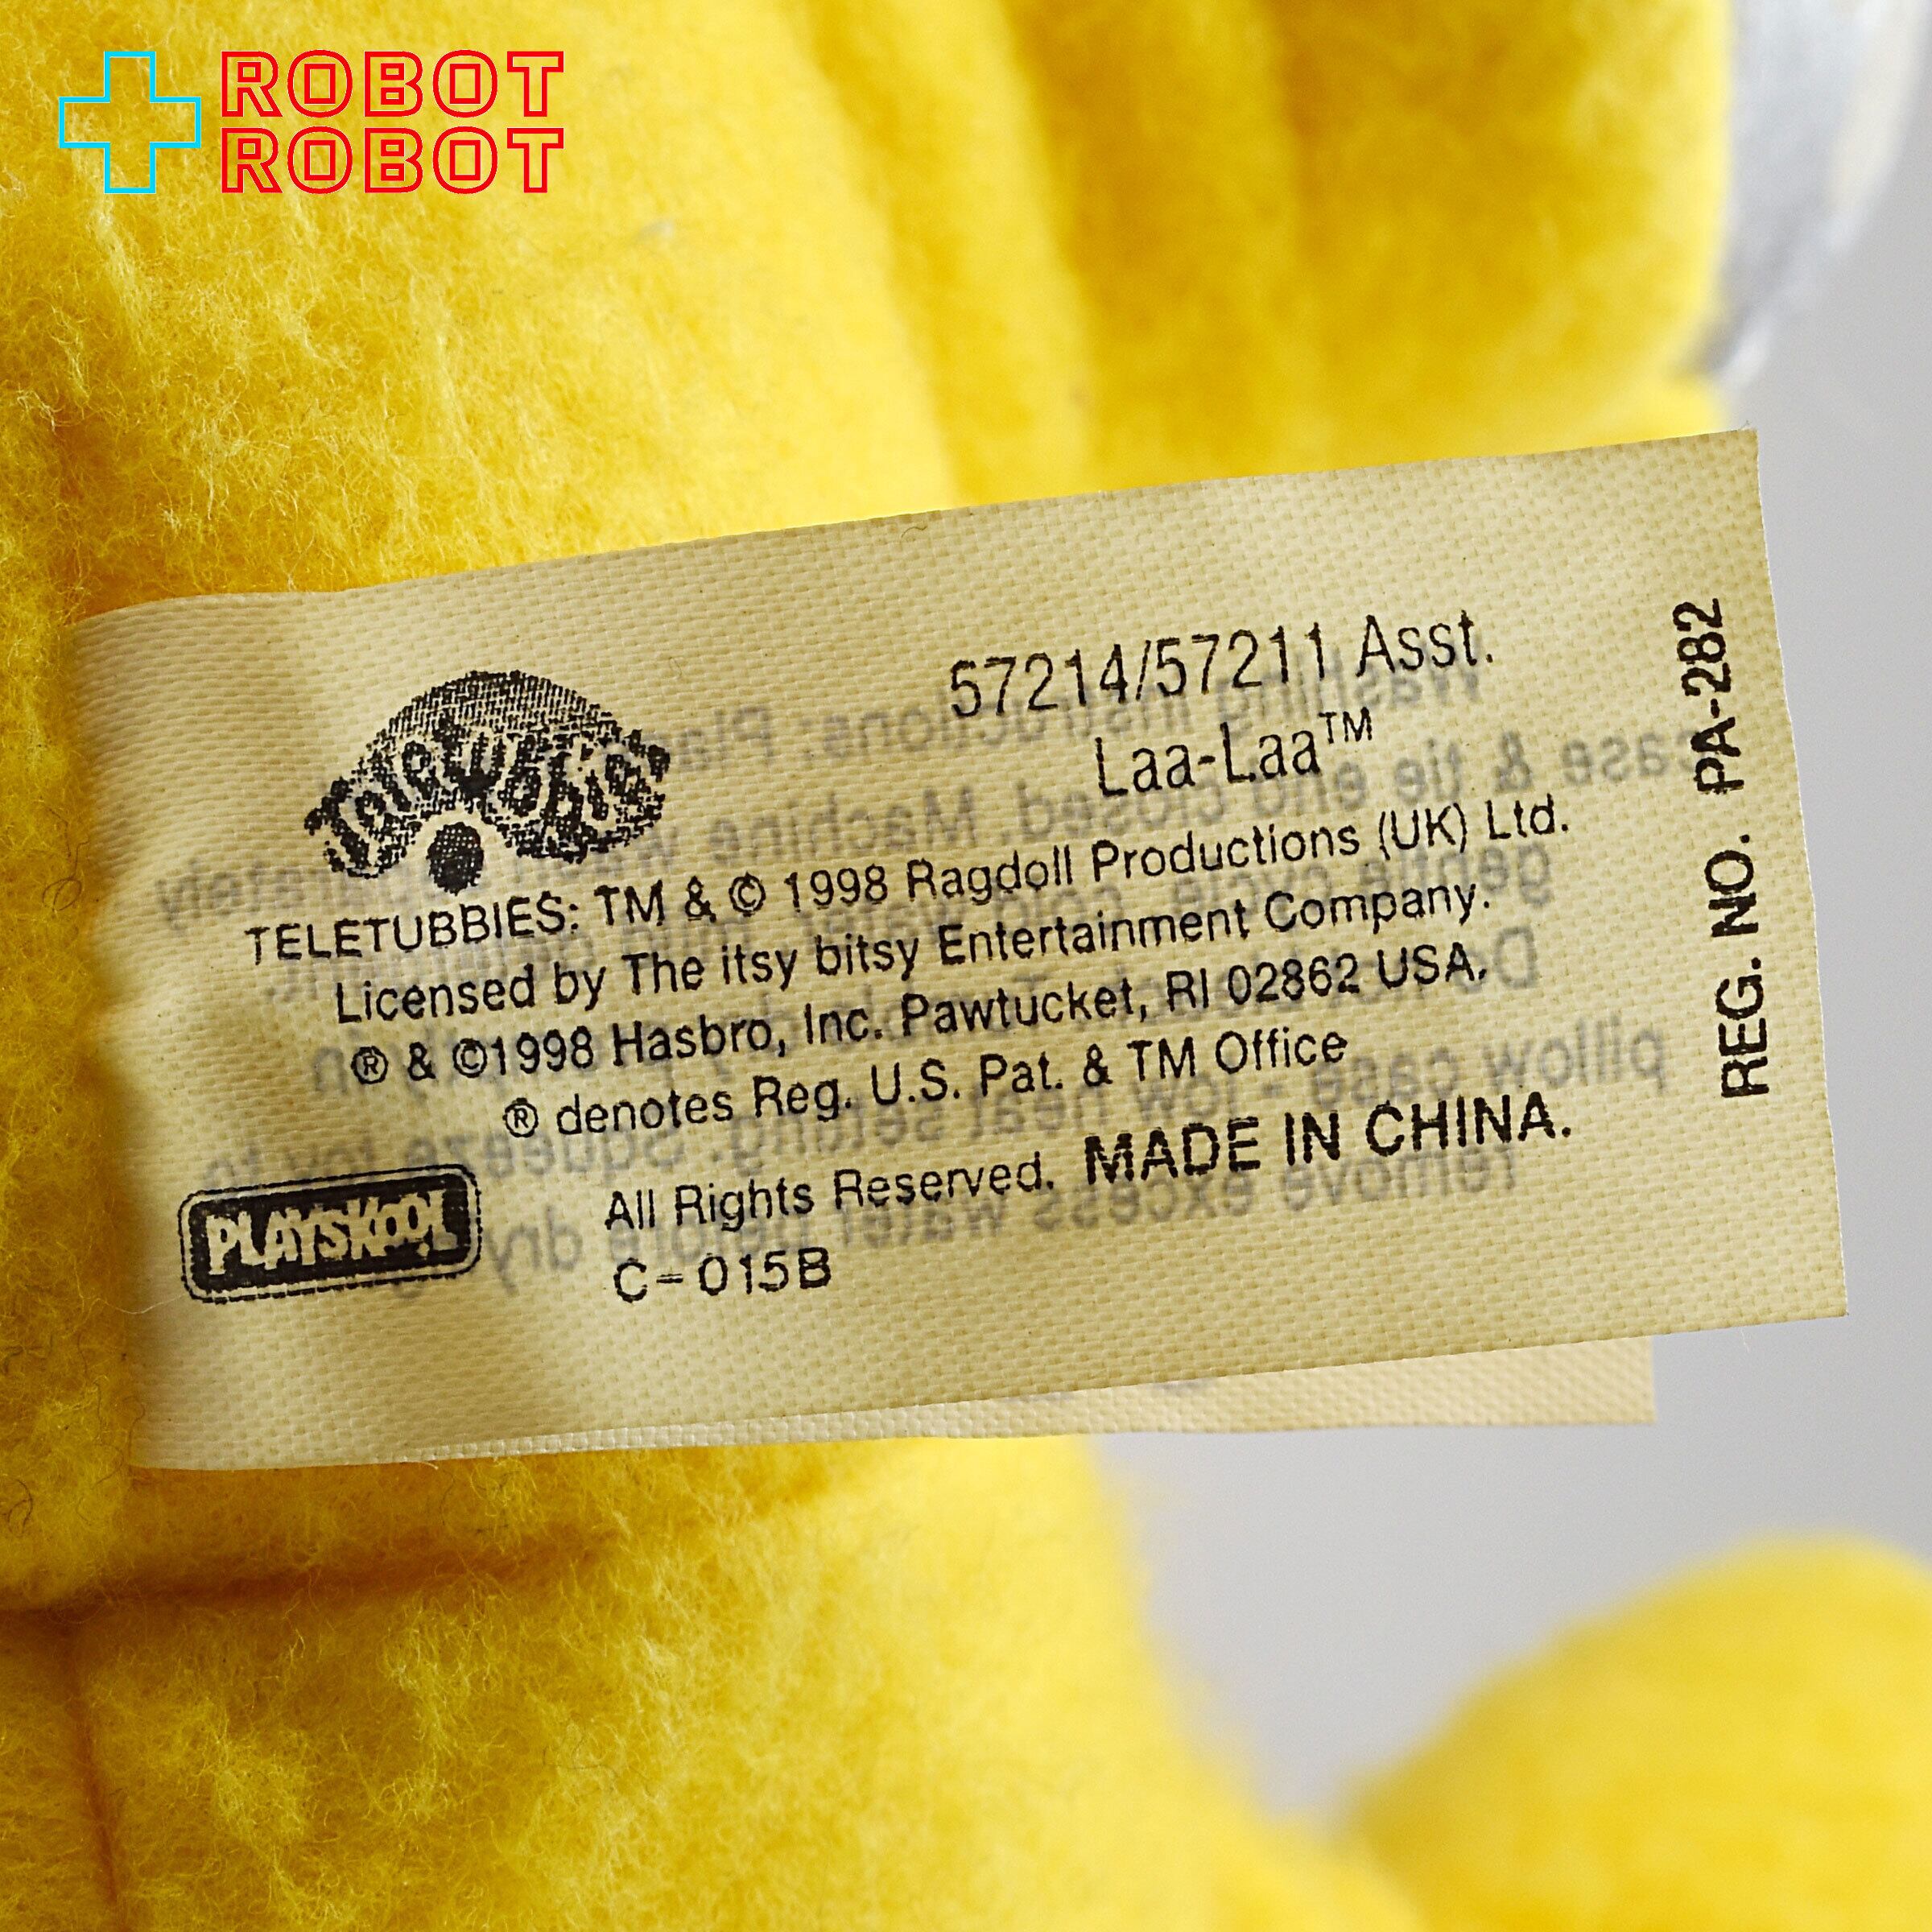 ROBOT
ROBOT
Teletubbies
57214/57211 Asst.
Laa-Laa™
TELETUBBIES: TM & © 1998 Ragdoll Productions (UK) Ltd.
Licensed by The itsy bitsy Entertainment Company.
® & ©1998 Hasbro, Inc. Pawtucket, RI 02862 USA.
® denotes Reg. U.S. Pat. & TM Office
All Rights Reserved. MADE IN CHINA.
PLAYSKOOL
C-015B
REG. NO. PA-282